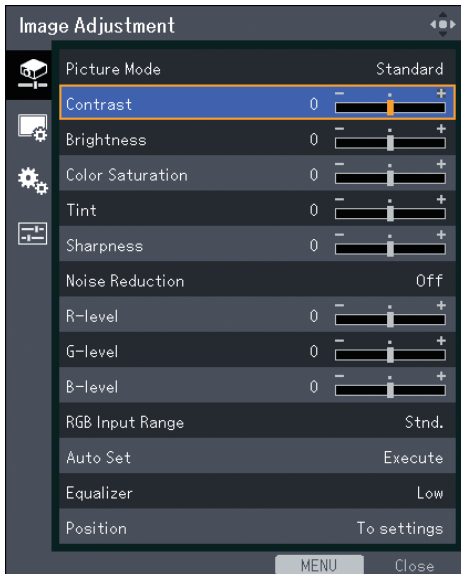 Image Adjustment
Picture Mode Standard
Contrast 0 - +
Brightness 0 - +
Color Saturation 0 - +
Tint 0 - +
Sharpness 0 - +
Noise Reduction Off
R-level 0 - +
G-level 0 - +
B-level 0 - +
RGB Input Range Stnd.
Auto Set Execute
Equalizer Low
Position To settings
MENU Close